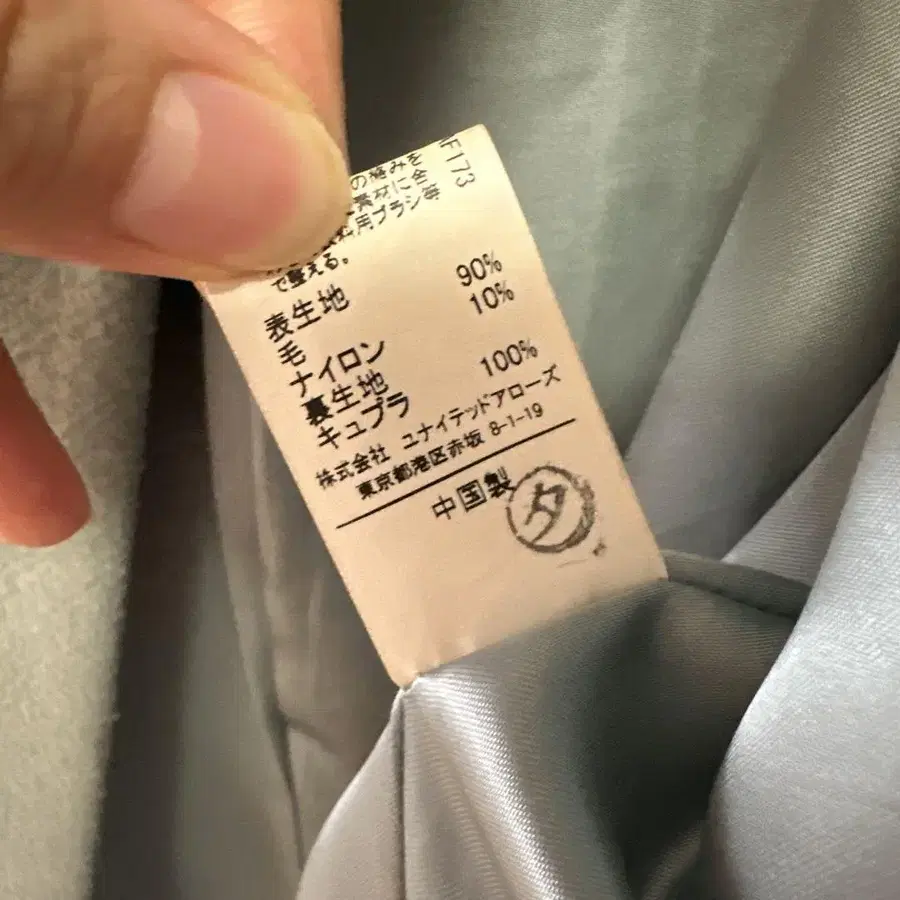 の絡みを
素材に全
用ブラシ等
で整える。
F173
表生地
毛 90%
ナイロン 10%
裏生地
キュプラ 100%
株式会社 ユナイテッドアローズ
東京都港区赤坂 8-1-19
中国製
タ